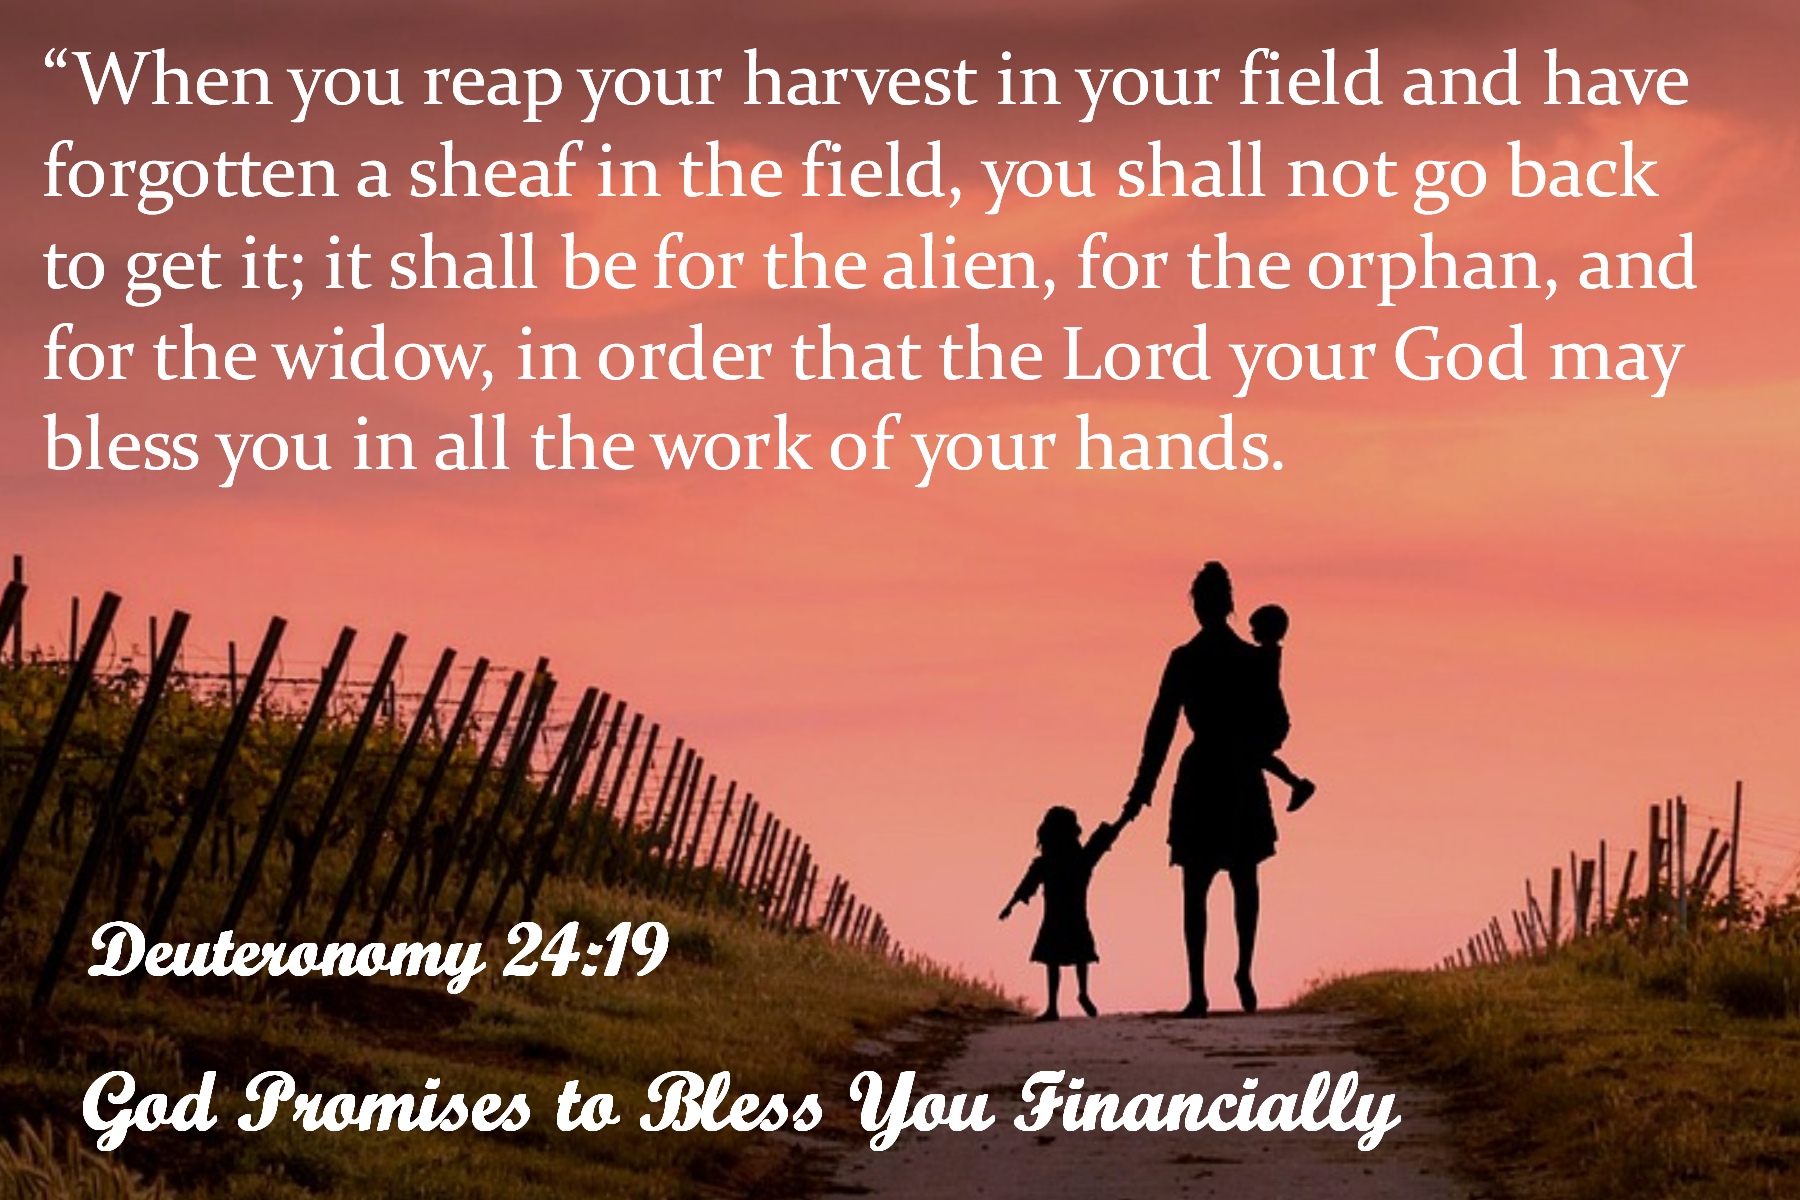 “When you reap your harvest in your field and have
forgotten a sheaf in the field, you shall not go back
to get it; it shall be for the alien, for the orphan, and
for the widow, in order that the Lord your God may
bless you in all the work of your hands.
Deuteronomy 24:19
God Promises to Bless You Financially